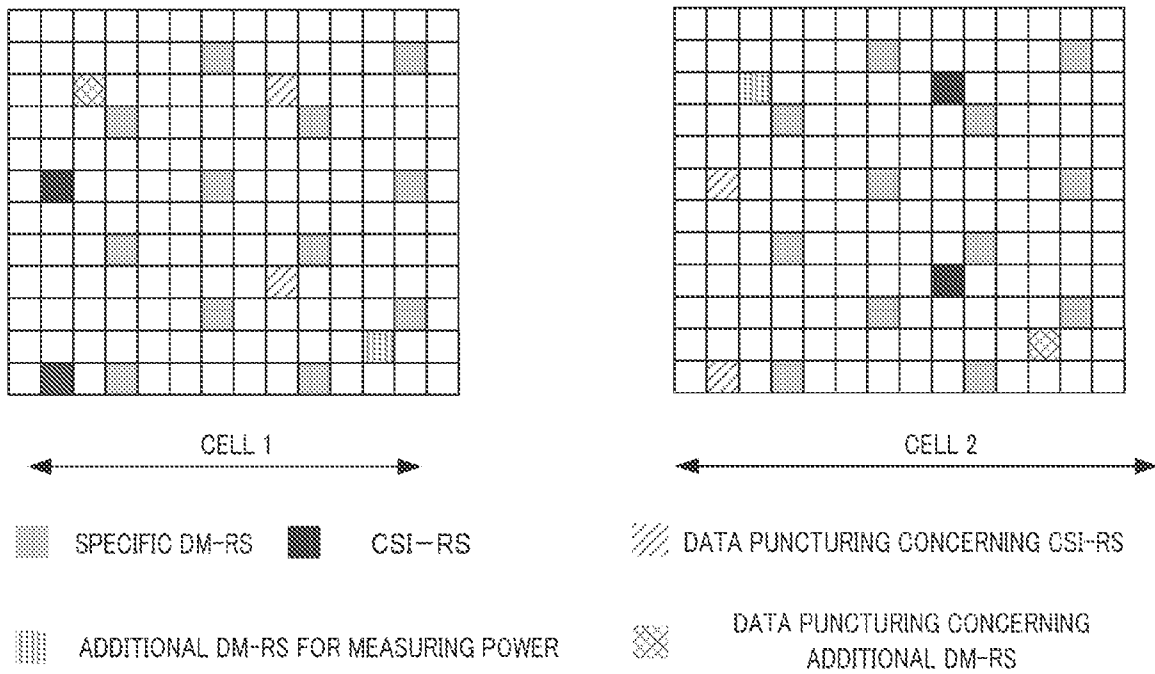 CELL 1
CELL 2
SPECIFIC DM-RS
CSI-RS
DATA PUNCTURING CONCERNING CSI-RS
ADDITIONAL DM-RS FOR MEASURING POWER
DATA PUNCTURING CONCERNING
ADDITIONAL DM-RS